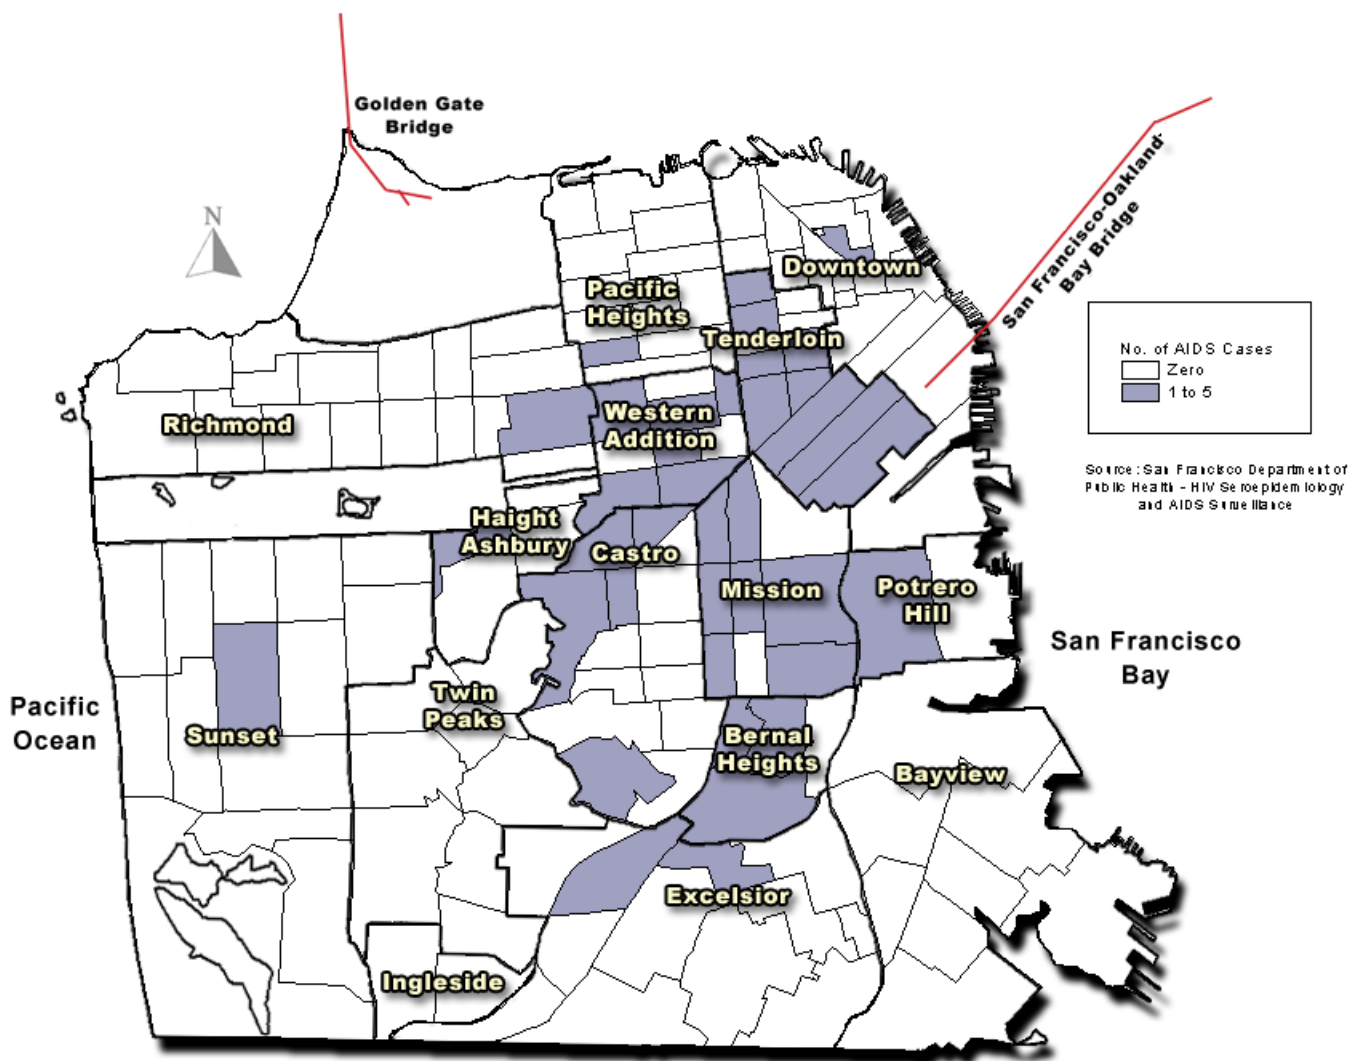 Golden Gate
Bridge
San Francisco-Oakland-
Bay Bridge
N
Downtown
Pacific
Heights
Tenderloin
No. of AIDS Cases
Zero
1 to 5
Richmond
Western
Addition
Source: San Francisco Department of
Public Health - HIV Seroepidemiology
and AIDS Surveillance
Haight
Ashbury
Castro
Mission
Potrero
Hill
San Francisco
Bay
Pacific
Ocean
Sunset
Twin
Peaks
Bernal
Heights
Bayview
Excelsior
Ingleside